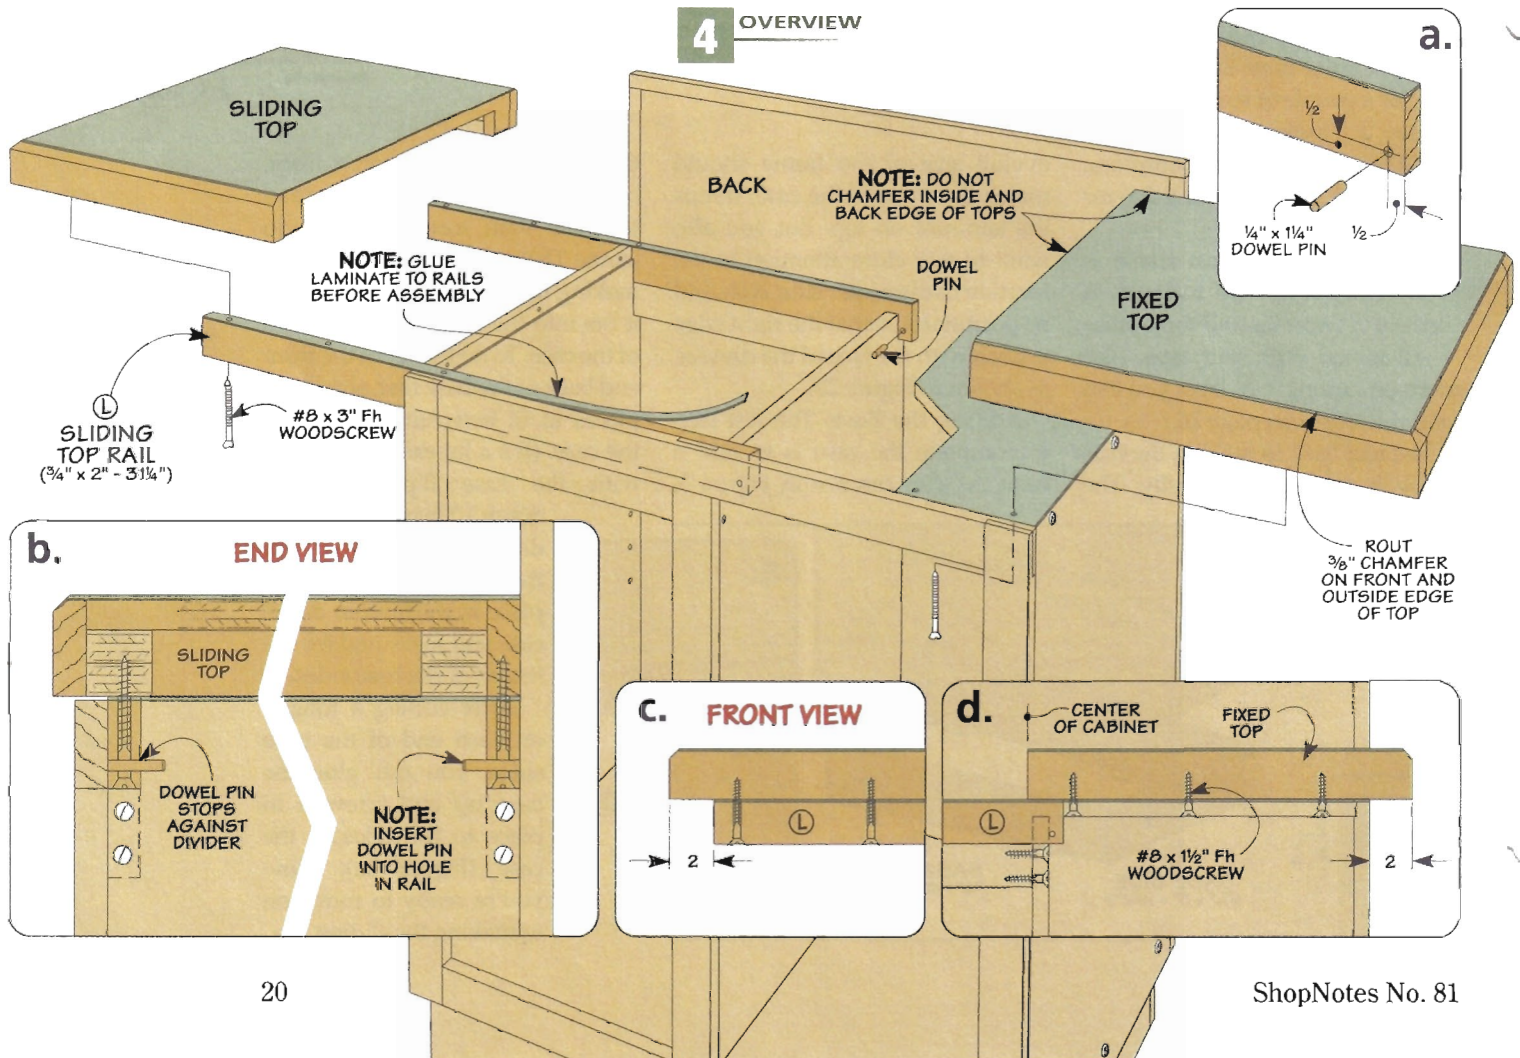 4 OVERVIEW
a.
SLIDING
TOP
BACK
NOTE: DO NOT
CHAMFER INSIDE AND
BACK EDGE OF TOPS
½
¼" x 1¼"
DOWEL PIN
½
NOTE: GLUE
LAMINATE TO RAILS
BEFORE ASSEMBLY
DOWEL
PIN
FIXED
TOP
L
SLIDING
TOP RAIL
(¾" x 2" - 31¼")
#8 x 3" Fh
WOODSCREW
ROUT
⅜" CHAMFER
ON FRONT AND
OUTSIDE EDGE
OF TOP
b.
END VIEW
SLIDING
TOP
DOWEL PIN
STOPS
AGAINST
DIVIDER
NOTE:
INSERT
DOWEL PIN
INTO HOLE
IN RAIL
c.
FRONT VIEW
L
2
d.
CENTER
OF CABINET
FIXED
TOP
L
#8 x 1½" Fh
WOODSCREW
2
20
ShopNotes No. 81